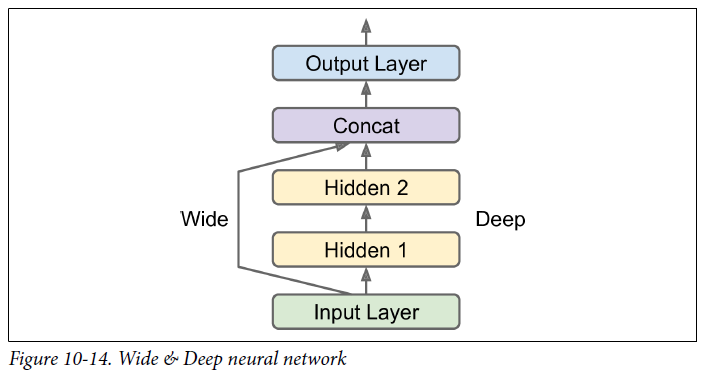 Output Layer
Concat
Hidden 2
Wide
Deep
Hidden 1
Input Layer
Figure 10-14. Wide & Deep neural network